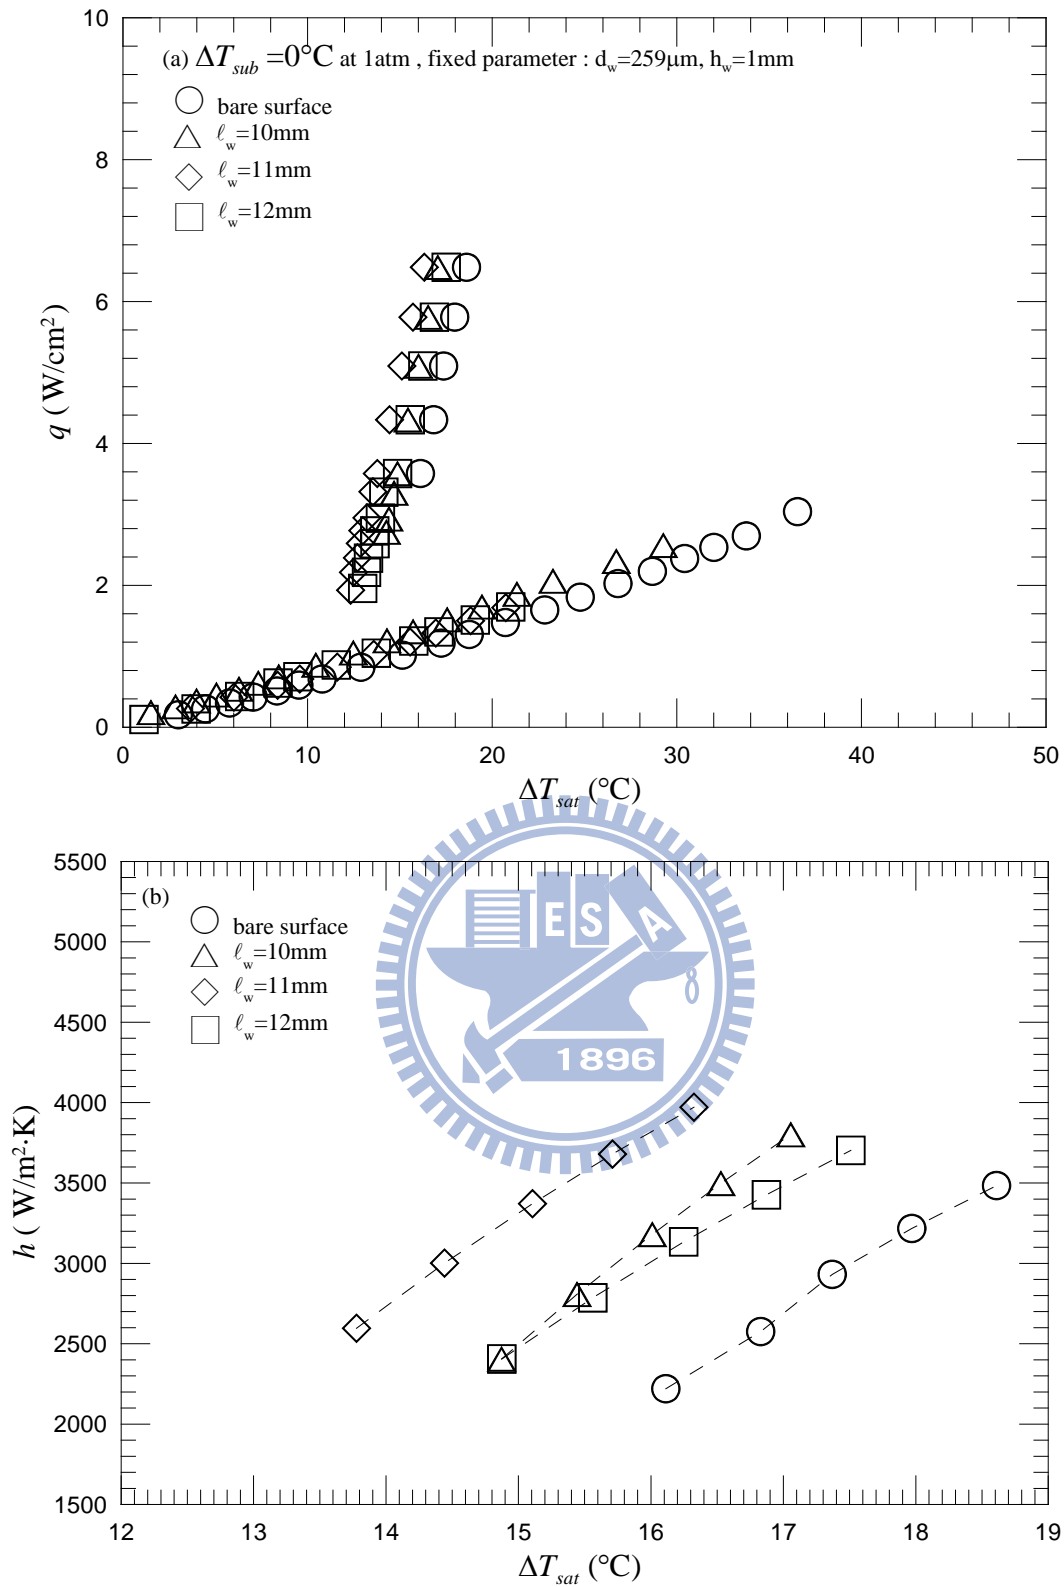 10
(a) ΔTsub =0°C at 1atm , fixed parameter : dw=259μm, hw=1mm
bare surface
ℓw=10mm
ℓw=11mm
ℓw=12mm
8
6
q ( W/cm²)
4
2
0
0 10 20 30 40 50
ΔTsat (°C)
5500
(b)
bare surface
ℓw=10mm
ℓw=11mm
ℓw=12mm
E S A
1896
5000
4500
4000
3500
h ( W/m²·K)
3000
2500
2000
1500
12 13 14 15 16 17 18 19
ΔTsat (°C)